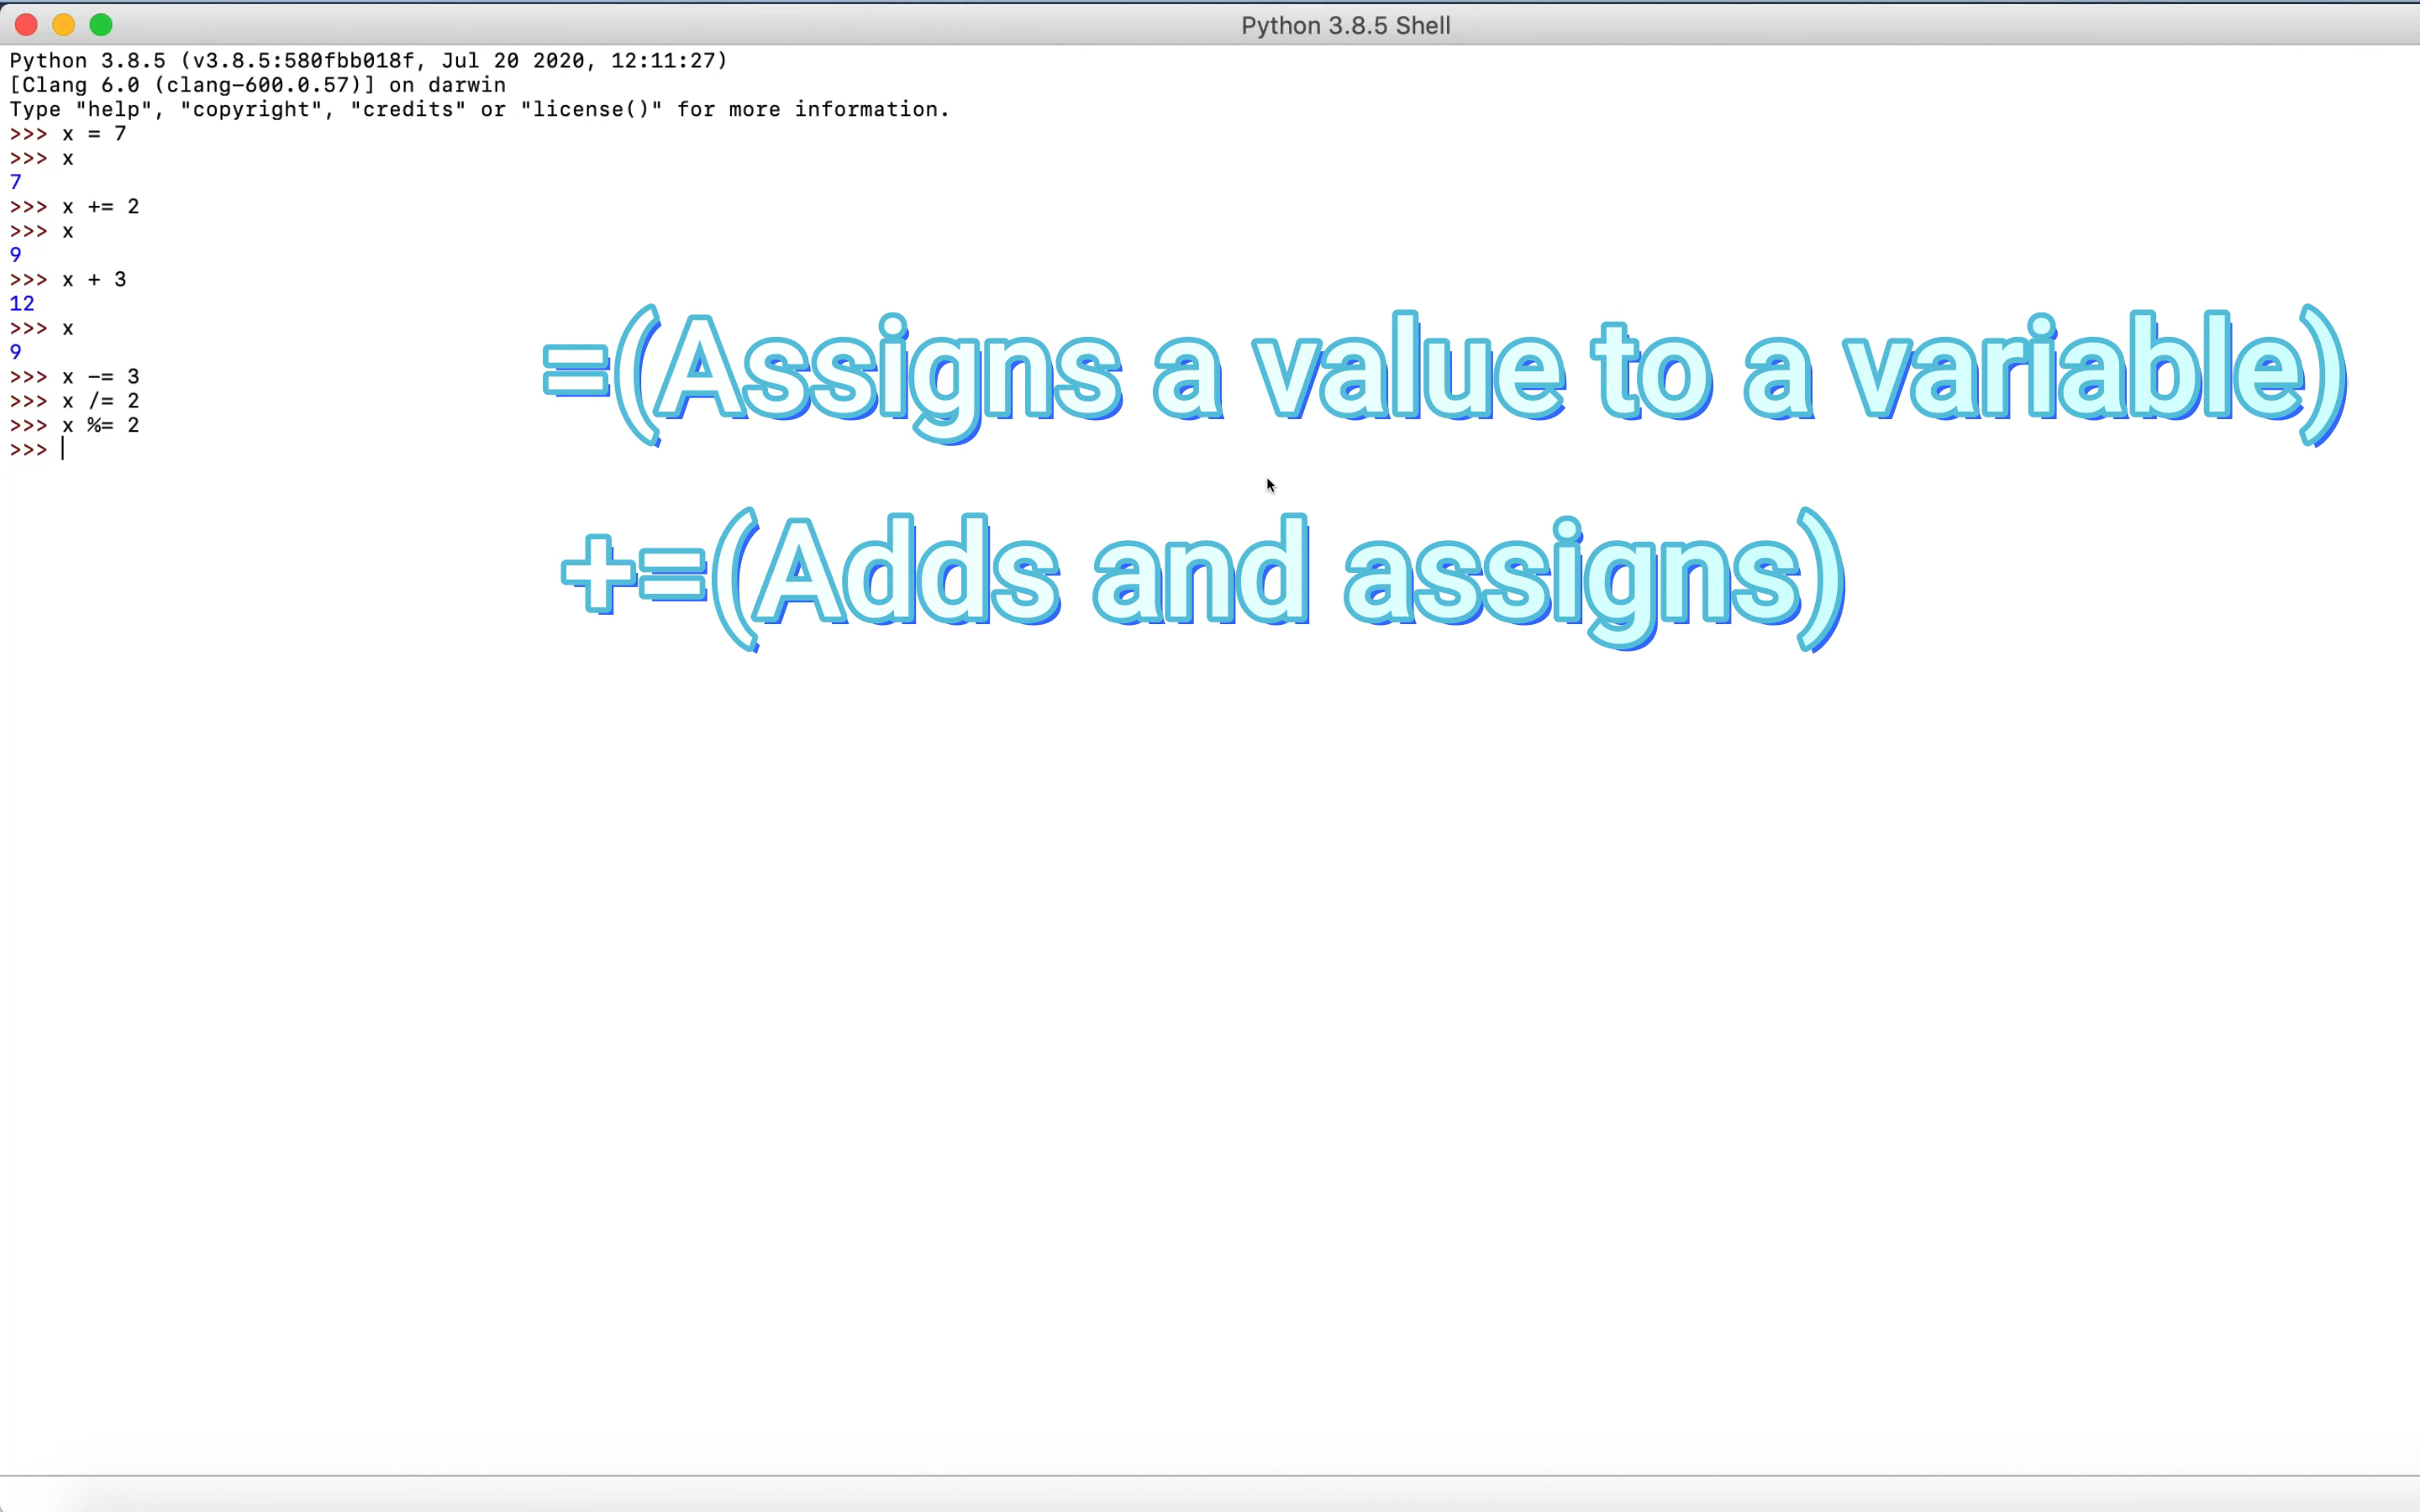 Python 3.8.5 Shell
Python 3.8.5 (v3.8.5:580fbb018f, Jul 20 2020, 12:11:27)
[Clang 6.0 (clang-600.0.57)] on darwin
Type "help", "copyright", "credits" or "license()" for more information.
>>> x = 7
>>> x
7
>>> x += 2
>>> x
9
>>> x + 3
12
>>> x
9
>>> x -= 3
>>> x /= 2
>>> x %= 2
>>>
=(Assigns a value to a variable)
+=(Adds and assigns)